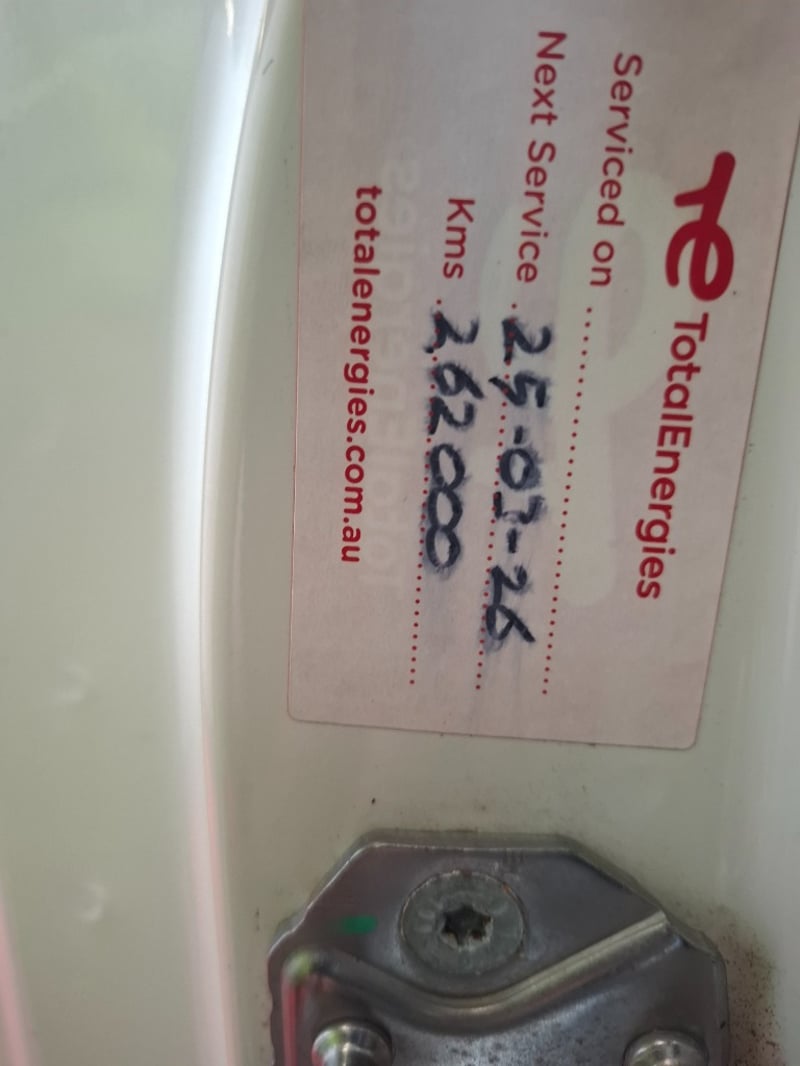 TotalEnergies
Serviced on ..............................
Next Service 25-03-26
Kms 262000
totalenergies.com.au